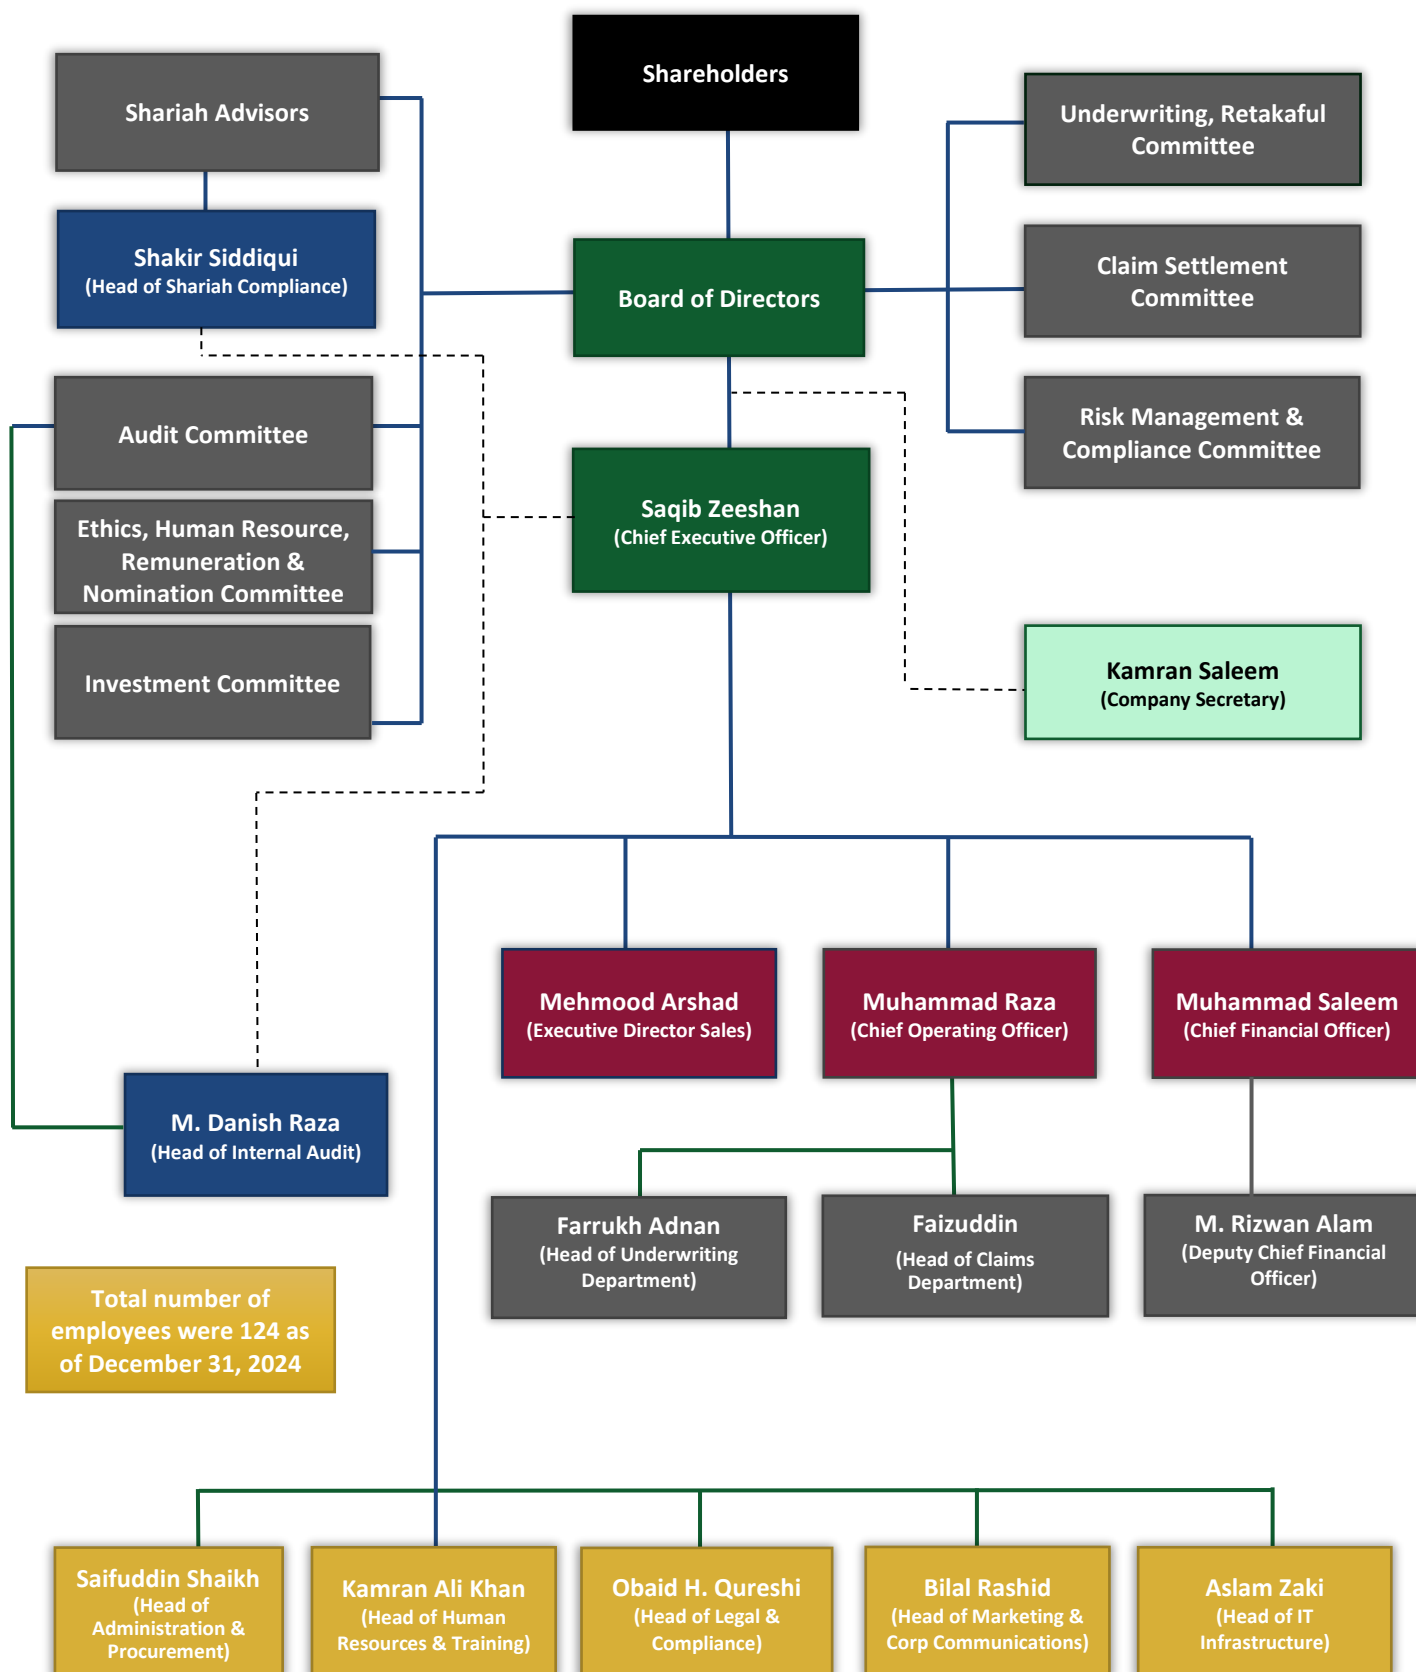 Shareholders
Shariah Advisors
Underwriting, Retakaful
Committee
Shakir Siddiqui
(Head of Shariah Compliance)
Board of Directors
Claim Settlement
Committee
Audit Committee
Risk Management &
Compliance Committee
Saqib Zeeshan
(Chief Executive Officer)
Ethics, Human Resource,
Remuneration &
Nomination Committee
Investment Committee
Kamran Saleem
(Company Secretary)
Mehmood Arshad
(Executive Director Sales)
Muhammad Raza
(Chief Operating Officer)
Muhammad Saleem
(Chief Financial Officer)
M. Danish Raza
(Head of Internal Audit)
Farrukh Adnan
(Head of Underwriting
Department)
Faizuddin
(Head of Claims
Department)
M. Rizwan Alam
(Deputy Chief Financial
Officer)
Total number of
employees were 124 as
of December 31, 2024
Saifuddin Shaikh
(Head of
Administration &
Procurement)
Kamran Ali Khan
(Head of Human
Resources & Training)
Obaid H. Qureshi
(Head of Legal &
Compliance)
Bilal Rashid
(Head of Marketing &
Corp Communications)
Aslam Zaki
(Head of IT
Infrastructure)